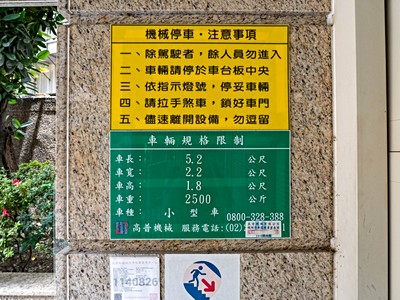 機械停車·注意事項
一、除駕駛者，餘人員勿進入
二、車輛請停於車台板中央
三、依指示燈號，停妥車輛
四、請拉手煞車，鎖好車門
五、儘速離開設備，勿逗留
車輛規格限制
車長： 5.2 公尺
車寬： 2.2 公尺
車高： 1.8 公尺
車重： 2500 公斤
車種： 小型車
0800-328-388
高普機械 服務電話:(02)
1140826